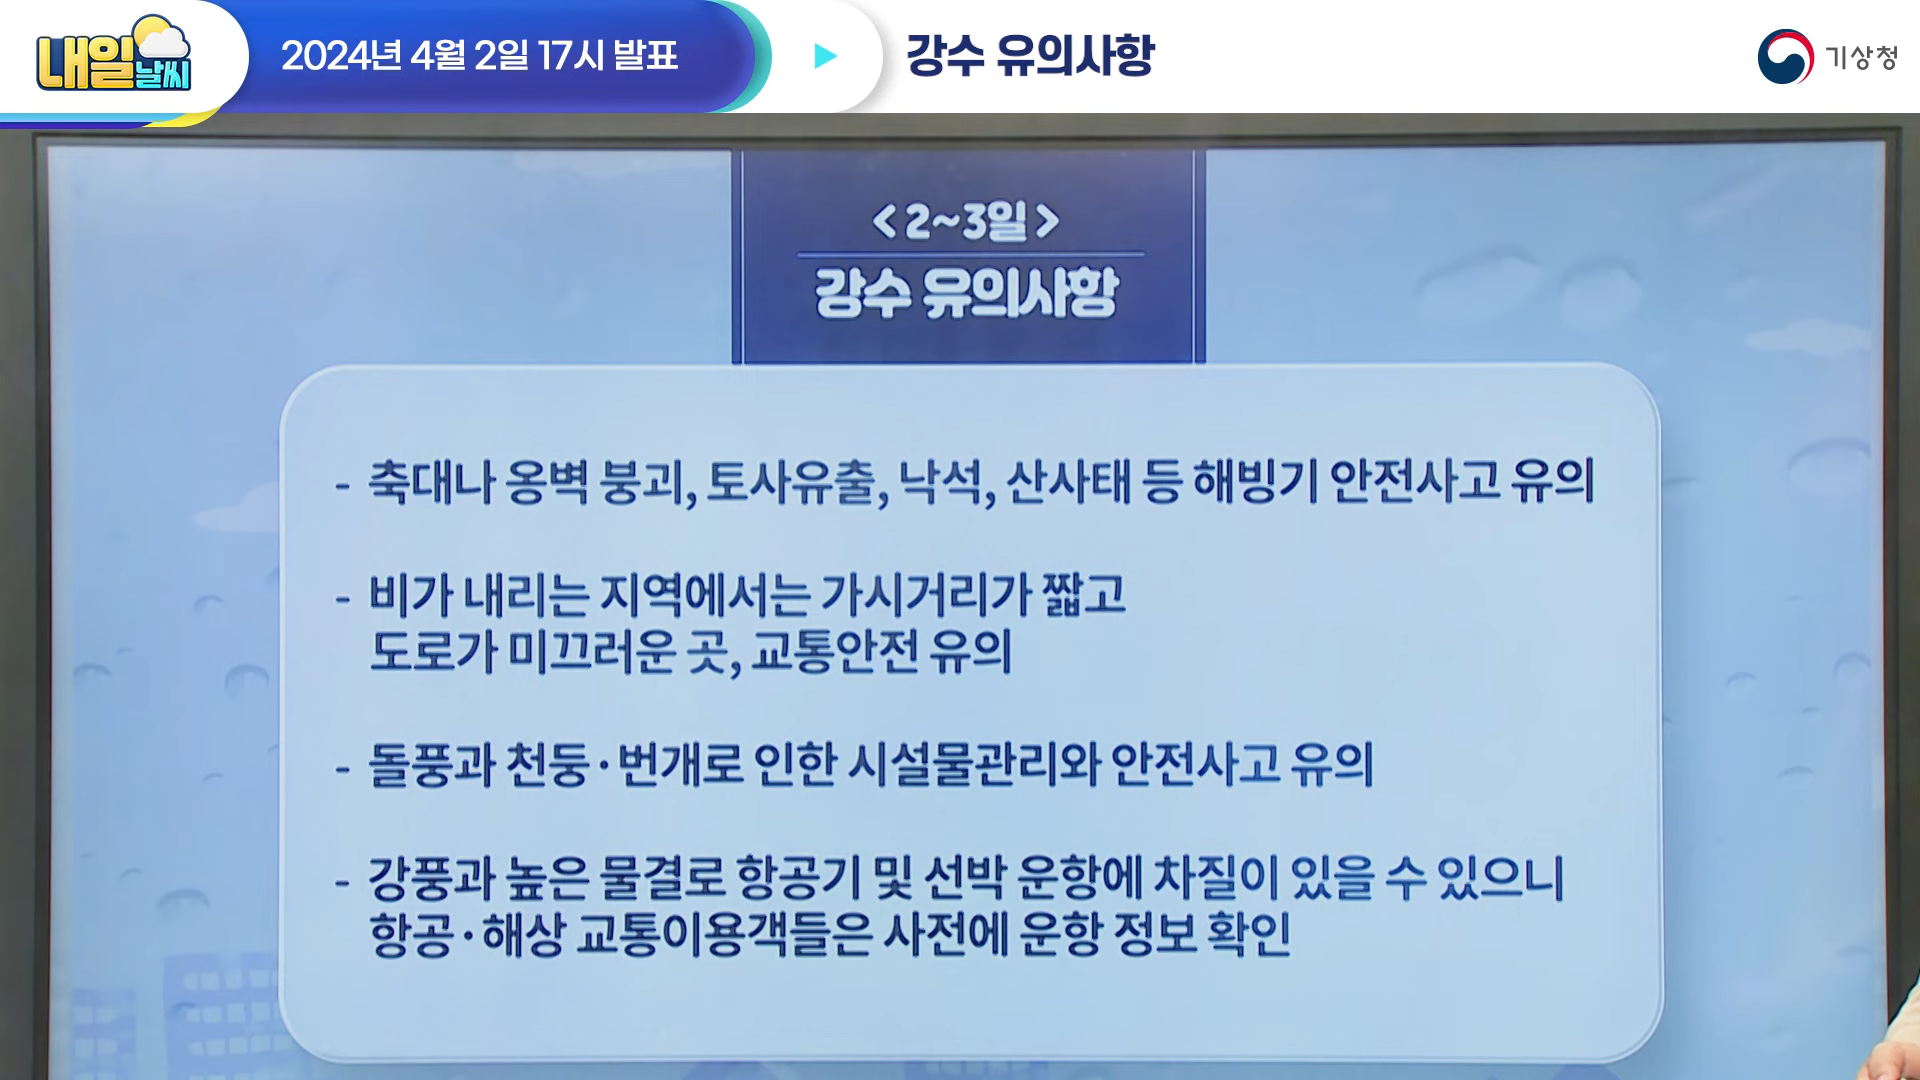 내일날씨
2024년 4월 2일 17시 발표
강수 유의사항
기상청
<2~3일>
강수 유의사항
- 축대나 옹벽 붕괴, 토사유출, 낙석, 산사태 등 해빙기 안전사고 유의
- 비가 내리는 지역에서는 가시거리가 짧고
도로가 미끄러운 곳, 교통안전 유의
- 돌풍과 천둥·번개로 인한 시설물관리와 안전사고 유의
- 강풍과 높은 물결로 항공기 및 선박 운항에 차질이 있을 수 있으니
항공·해상 교통이용객들은 사전에 운항 정보 확인